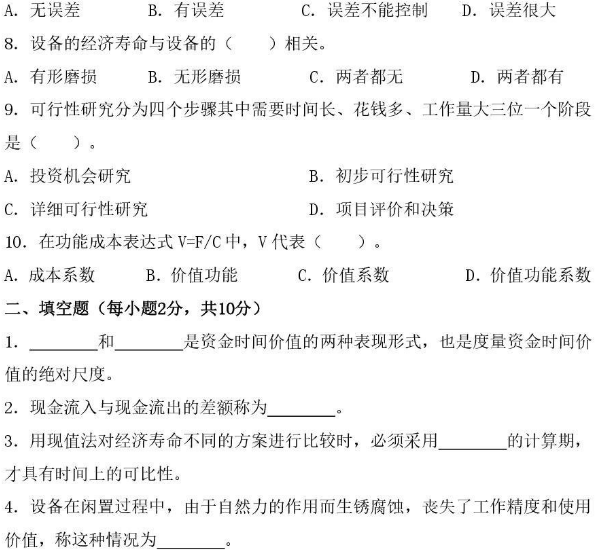 A. 无误差 B. 有误差 C. 误差不能控制 D. 误差很大
8. 设备的经济寿命与设备的（ ）相关。
A. 有形磨损 B. 无形磨损 C. 两者都无 D. 两者都有
9. 可行性研究分为四个步骤其中需要时间长、花钱多、工作量大三位一个阶段
是（ ）。
A. 投资机会研究 B. 初步可行性研究
C. 详细可行性研究 D. 项目评价和决策
10. 在功能成本表达式 V=F/C 中，V 代表（ ）。
A. 成本系数 B. 价值功能 C. 价值系数 D. 价值功能系数
二、填空题（每小题2分，共10分）
1. ________和________是资金时间价值的两种表现形式，也是度量资金时间价
值的绝对尺度。
2. 现金流入与现金流出的差额称为________。
3. 用现值法对经济寿命不同的方案进行比较时，必须采用________的计算期，
才具有时间上的可比性。
4. 设备在闲置过程中，由于自然力的作用而生锈腐蚀，丧失了工作精度和使用
价值，称这种情况为________。